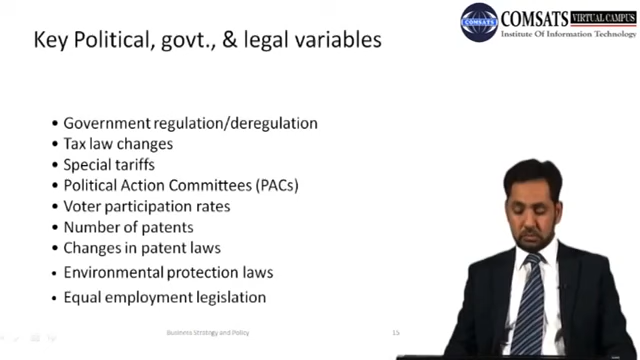 COMSATS
COMSATS VIRTUAL CAMPUS
Institute Of Information Technology
Key Political, govt., & legal variables
• Government regulation/deregulation
• Tax law changes
• Special tariffs
• Political Action Committees (PACs)
• Voter participation rates
• Number of patents
• Changes in patent laws
• Environmental protection laws
• Equal employment legislation
Business Strategy and Policy
15